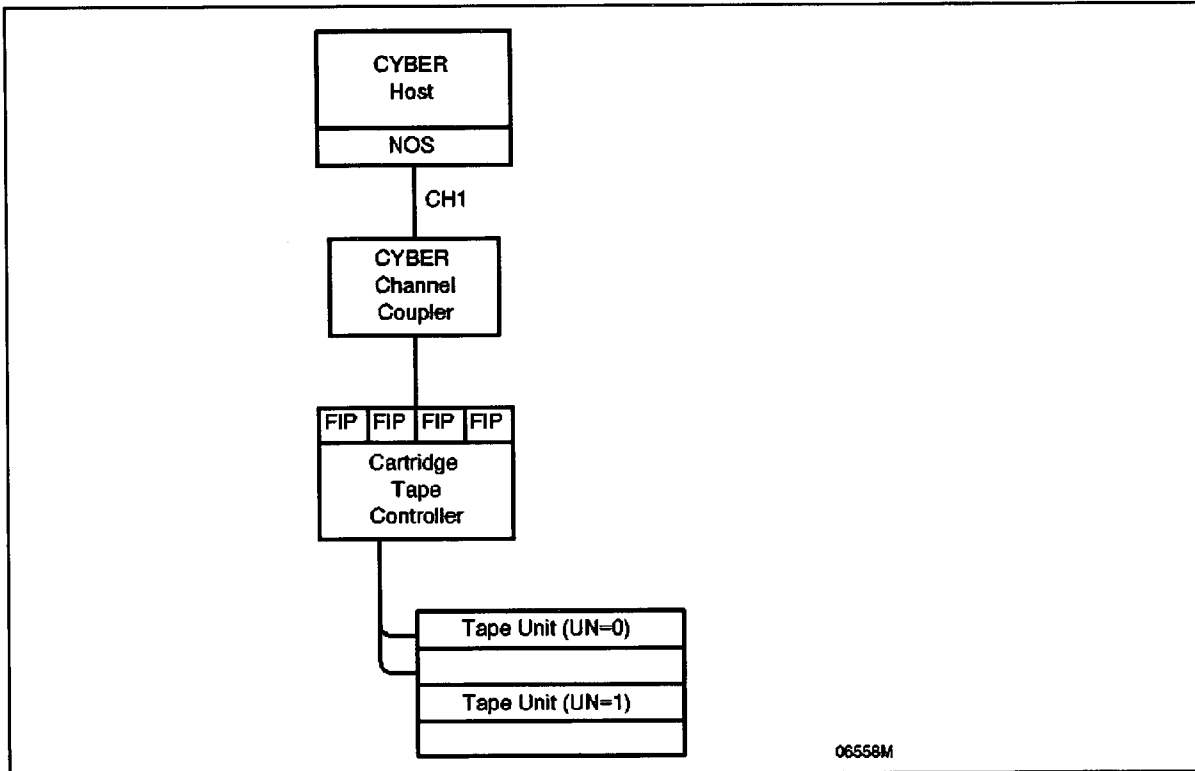 CYBER
Host
NOS
CH1
CYBER
Channel
Coupler
FIP FIP FIP FIP
Cartridge
Tape
Controller
Tape Unit (UN=0)
Tape Unit (UN=1)
06558M